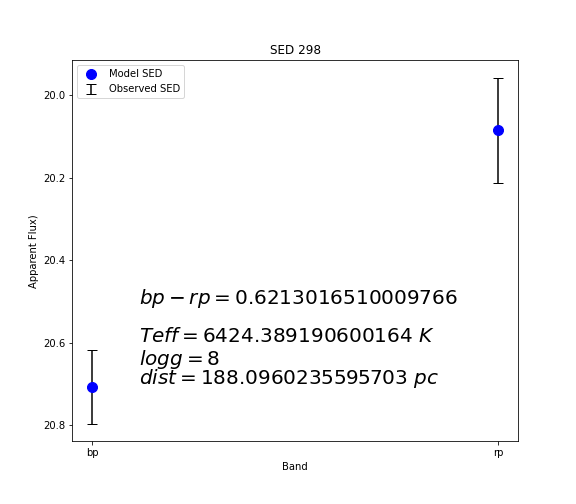 SED 298
Model SED
Observed SED
20.0
20.2
20.4
20.6
20.8
Apparent Flux)
bp − rp = 0.6213016510009766
Teff = 6424.389190600164 K
logg = 8
dist = 188.0960235595703 pc
bp
rp
Band